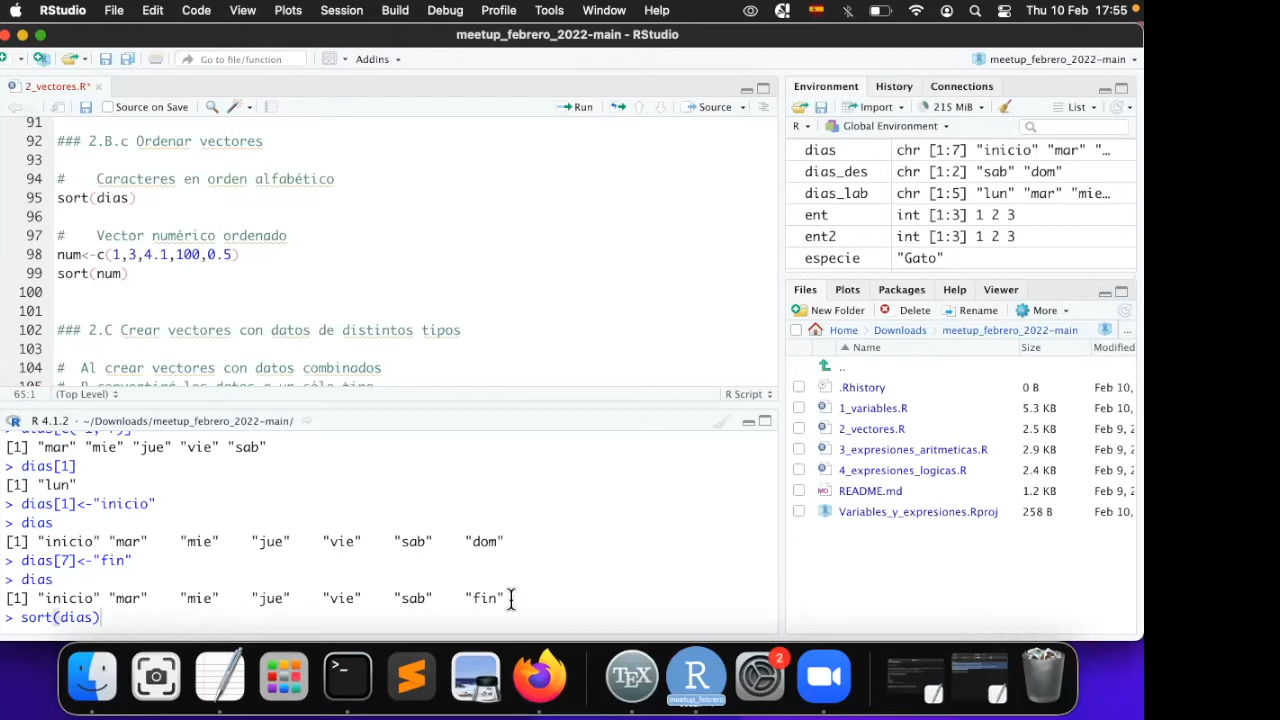 RStudio File Edit Code View Plots Session Build Debug Profile Tools Window Help Thu 10 Feb 17:55
meetup_febrero_2022-main - RStudio
Go to file/function Addins meetup_febrero_2022-main
2_vectores.R*
Source on Save Run Source
91
92 ### 2.B.c Ordenar vectores
93
94 # Caracteres en orden alfabético
95 sort(dias)
96
97 # Vector numérico ordenado
98 num<-c(1,3,4.1,100,0.5)
99 sort(num)
100
101
102 ### 2.C Crear vectores con datos de distintos tipos
103
104 # Al crear vectores con datos combinados
65:1 (Top Level) R Script
R 4.1.2 · ~/Downloads/meetup_febrero_2022-main/
[1] "mar" "mie" "jue" "vie" "sab"
> dias[1]
[1] "lun"
> dias[1]<-"inicio"
> dias
[1] "inicio" "mar" "mie" "jue" "vie" "sab" "dom"
> dias[7]<-"fin"
> dias
[1] "inicio" "mar" "mie" "jue" "vie" "sab" "fin"
> sort(dias)
Environment History Connections
Import 215 MiB List
R Global Environment
dias chr [1:7] "inicio" "mar" "…
dias_des chr [1:2] "sab" "dom"
dias_lab chr [1:5] "lun" "mar" "mie…
ent int [1:3] 1 2 3
ent2 int [1:3] 1 2 3
especie "Gato"
Files Plots Packages Help Viewer
New Folder Delete Rename More
Home Downloads meetup_febrero_2022-main ...
Name Size Modified
..
.Rhistory 0 B Feb 10,
1_variables.R 5.3 KB Feb 10,
2_vectores.R 2.5 KB Feb 9, 2
3_expresiones_aritmeticas.R 2.9 KB Feb 9, 2
4_expresiones_logicas.R 2.4 KB Feb 9, 2
README.md 1.2 KB Feb 9, 2
Variables_y_expresiones.Rproj 258 B Feb 10,
TEX R 2
meetup_febrero